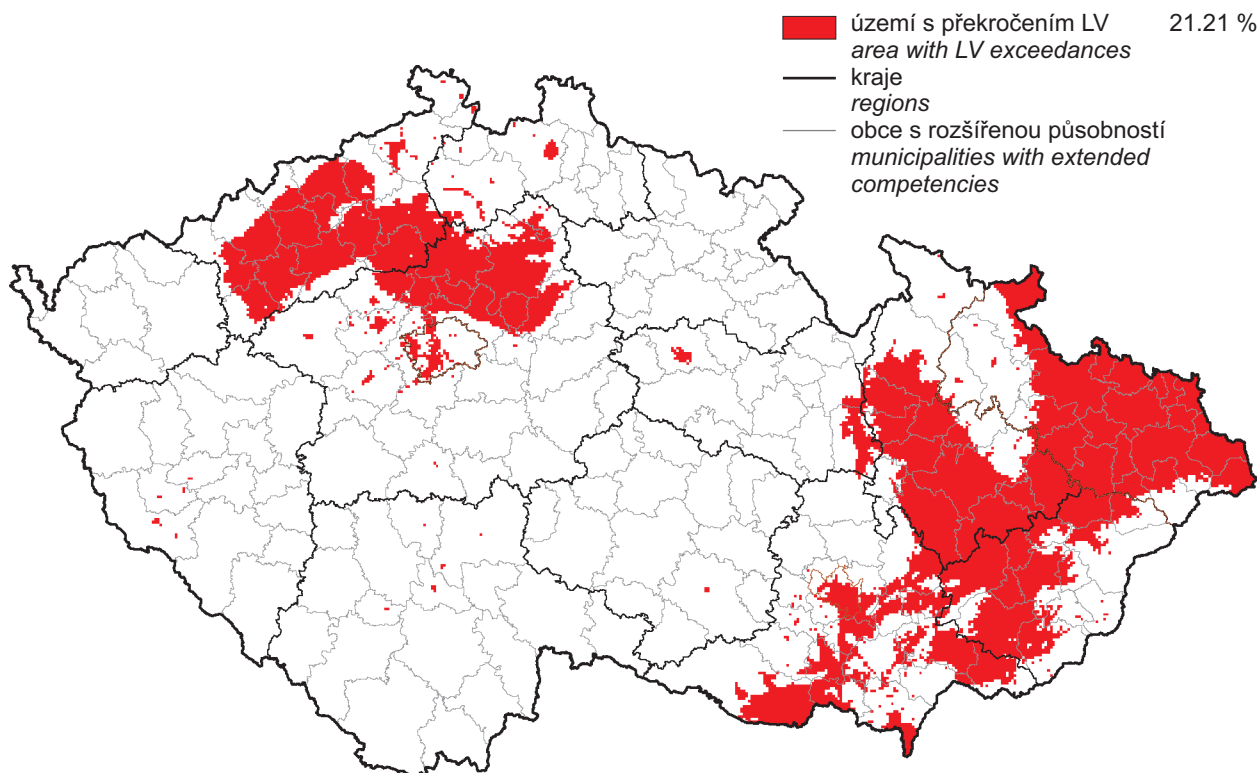 území s překročením LV 21.21 %
area with LV exceedances
kraje
regions
obce s rozšířenou působností
municipalities with extended
competencies